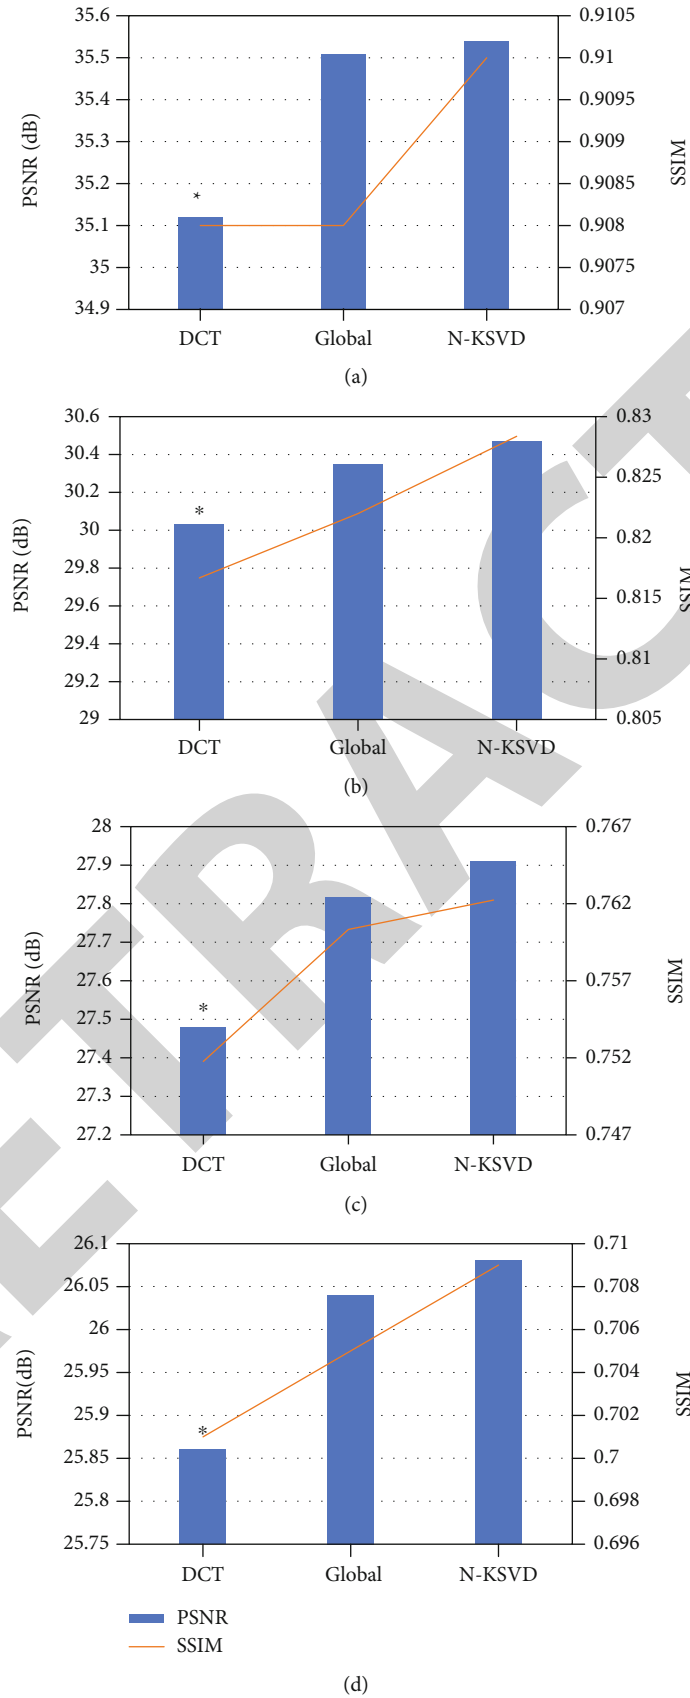 35.6 0.9105
35.5 0.91
35.4 0.9095
35.3 0.909
35.2 0.9085
35.1 0.908
35 0.9075
34.9 0.907
PSNR (dB)
SSIM
*
DCT Global N-KSVD
(a)
30.6 0.83
30.4 0.825
30.2
30 0.82
29.8
29.6 0.815
29.4
29.2 0.81
29 0.805
PSNR (dB)
SSIM
*
DCT Global N-KSVD
(b)
28 0.767
27.9
27.8 0.762
27.7
27.6 0.757
27.5
27.4 0.752
27.3
27.2 0.747
PSNR (dB)
SSIM
*
DCT Global N-KSVD
(c)
26.1 0.71
26.05 0.708
26 0.705
25.95 0.704
25.9 0.701
25.85 0.7
25.8 0.698
25.75 0.696
PSNR(dB)
SSIM
*
DCT Global N-KSVD
PSNR
SSIM
(d)
ETRACT